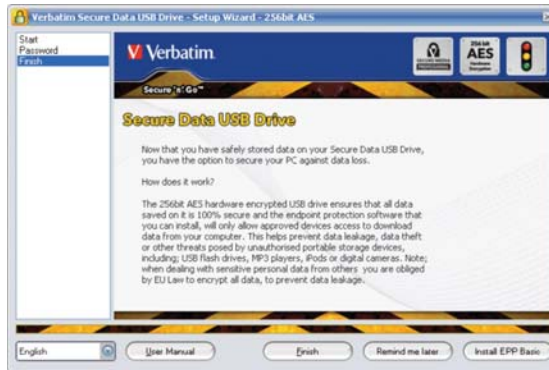 Verbatim Secure Data USB Drive - Setup Wizard - 256bit AES
Start
Password
Finish
Verbatim
SECURE MEDIA
256 bit
AES
Hardware
Encryption
Secure 'n' Go™
Secure Data USB Drive
Now that you have safely stored data on your Secure Data USB Drive,
you have the option to secure your PC against data loss.
How does it work?
The 256bit AES hardware encrypted USB drive ensures that all data
saved on it is 100% secure and the endpoint protection software that
you can install, will only allow approved devices access to download
data from your computer. This helps prevent data leakage, data theft
or other threats posed by unauthorised portable storage devices,
including; USB flash drives, MP3 players, iPods or digital cameras. Note;
when dealing with sensitive personal data from others you are obliged
by EU Law to encrypt all data, to prevent data leakage.
English
User Manual
Finish
Remind me later
Install EPP Basic